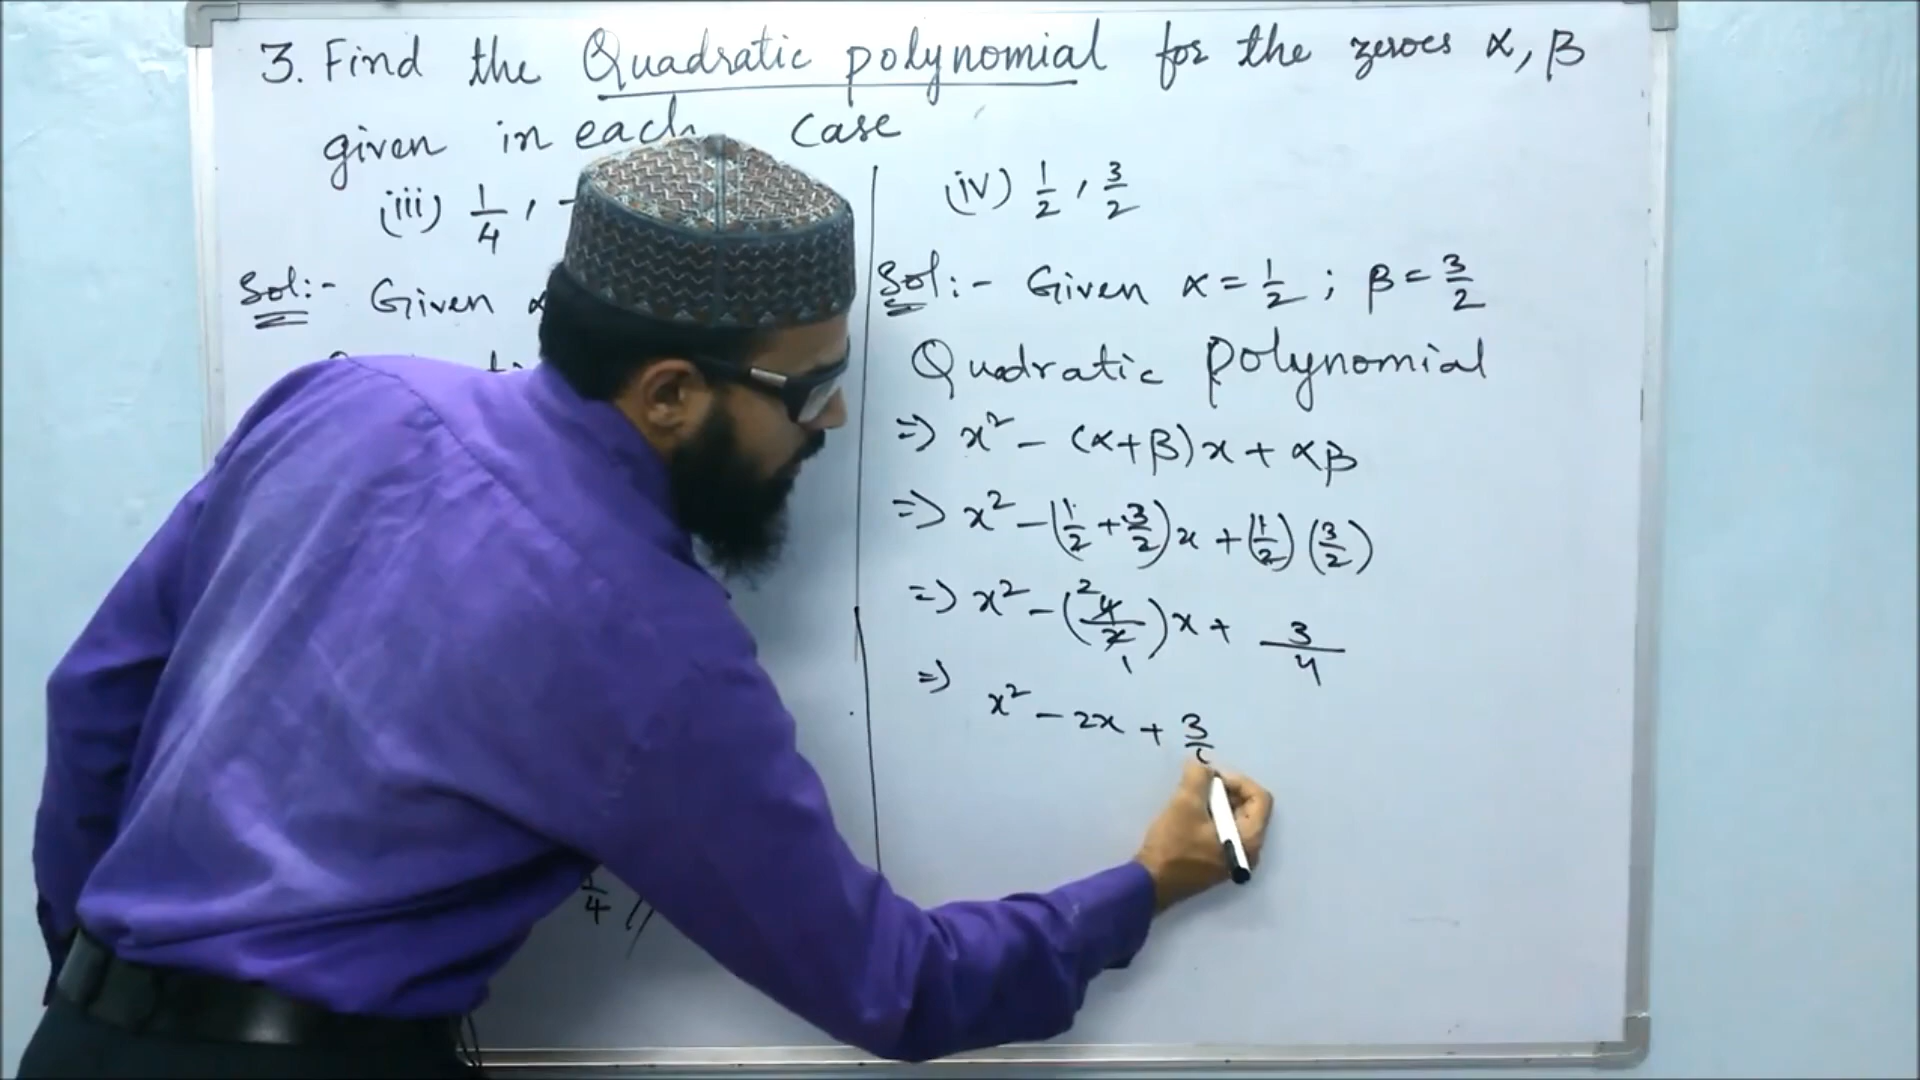 3. Find the Quadratic polynomial for the zeroes α, β
given in each case
(iii) 1/4 ,
Sol:- Given α
(iv) 1/2 , 3/2
Sol:- Given α = 1/2 ; β = 3/2
Quadratic polynomial
=> x² - (α+β)x + αβ
=> x² - (1/2 + 3/2)x + (1/2) (3/2)
=> x² - (4/2)x + 3/4
=> x² - 2x + 3/